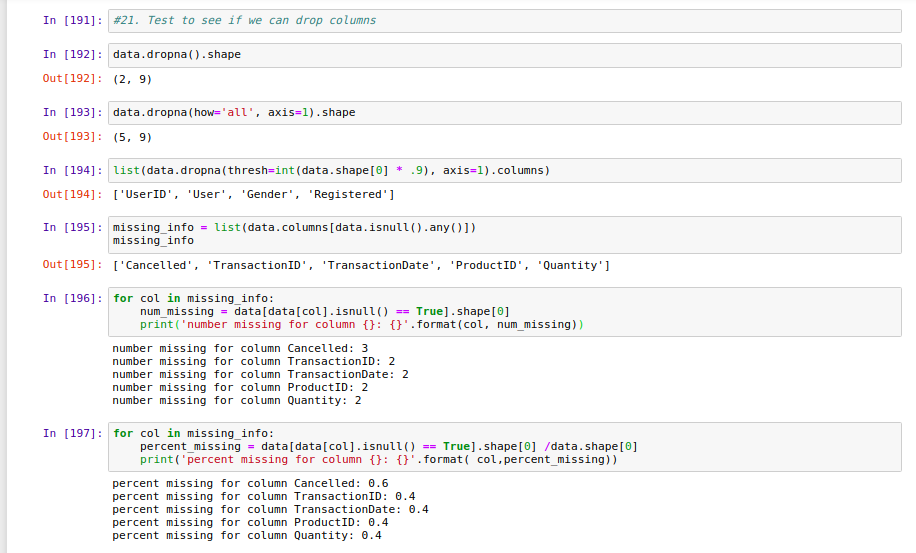 In [191]: #21. Test to see if we can drop columns
In [192]: data.dropna().shape
Out[192]: (2, 9)
In [193]: data.dropna(how='all', axis=1).shape
Out[193]: (5, 9)
In [194]: list(data.dropna(thresh=int(data.shape[0] * .9), axis=1).columns)
Out[194]: ['UserID', 'User', 'Gender', 'Registered']
In [195]: missing_info = list(data.columns[data.isnull().any()])
missing_info
Out[195]: ['Cancelled', 'TransactionID', 'TransactionDate', 'ProductID', 'Quantity']
In [196]: for col in missing_info:
    num_missing = data[data[col].isnull() == True].shape[0]
    print('number missing for column {}: {}'.format(col, num_missing))
number missing for column Cancelled: 3
number missing for column TransactionID: 2
number missing for column TransactionDate: 2
number missing for column ProductID: 2
number missing for column Quantity: 2
In [197]: for col in missing_info:
    percent_missing = data[data[col].isnull() == True].shape[0] /data.shape[0]
    print('percent missing for column {}: {}'.format( col,percent_missing))
percent missing for column Cancelled: 0.6
percent missing for column TransactionID: 0.4
percent missing for column TransactionDate: 0.4
percent missing for column ProductID: 0.4
percent missing for column Quantity: 0.4